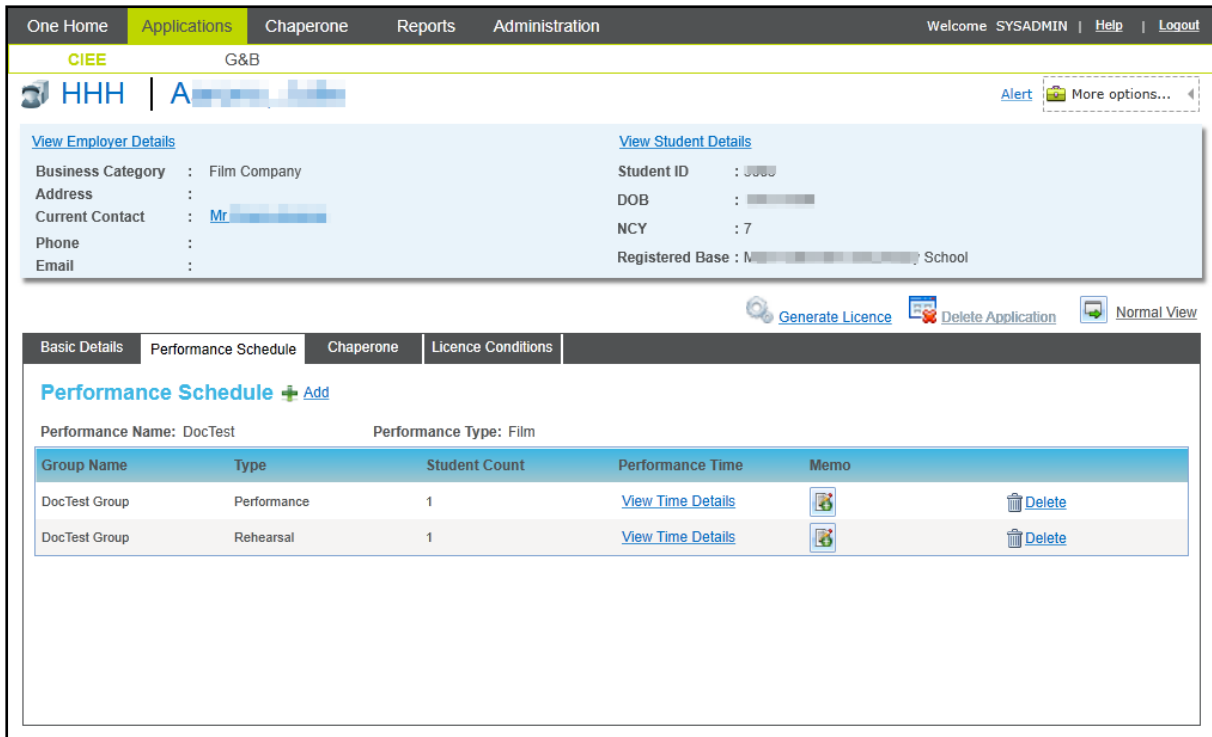 One Home Applications Chaperone Reports Administration Welcome SYSADMIN | Help | Logout
CIEE G&B
HHH | A
Alert More options...
View Employer Details View Student Details
Business Category : Film Company Student ID :
Address : DOB :
Current Contact : Mr NCY : 7
Phone :
Email : Registered Base : M School
Generate Licence Delete Application Normal View
Basic Details Performance Schedule Chaperone Licence Conditions
Performance Schedule Add
Performance Name: DocTest Performance Type: Film
Group Name Type Student Count Performance Time Memo
DocTest Group Performance 1 View Time Details Delete
DocTest Group Rehearsal 1 View Time Details Delete